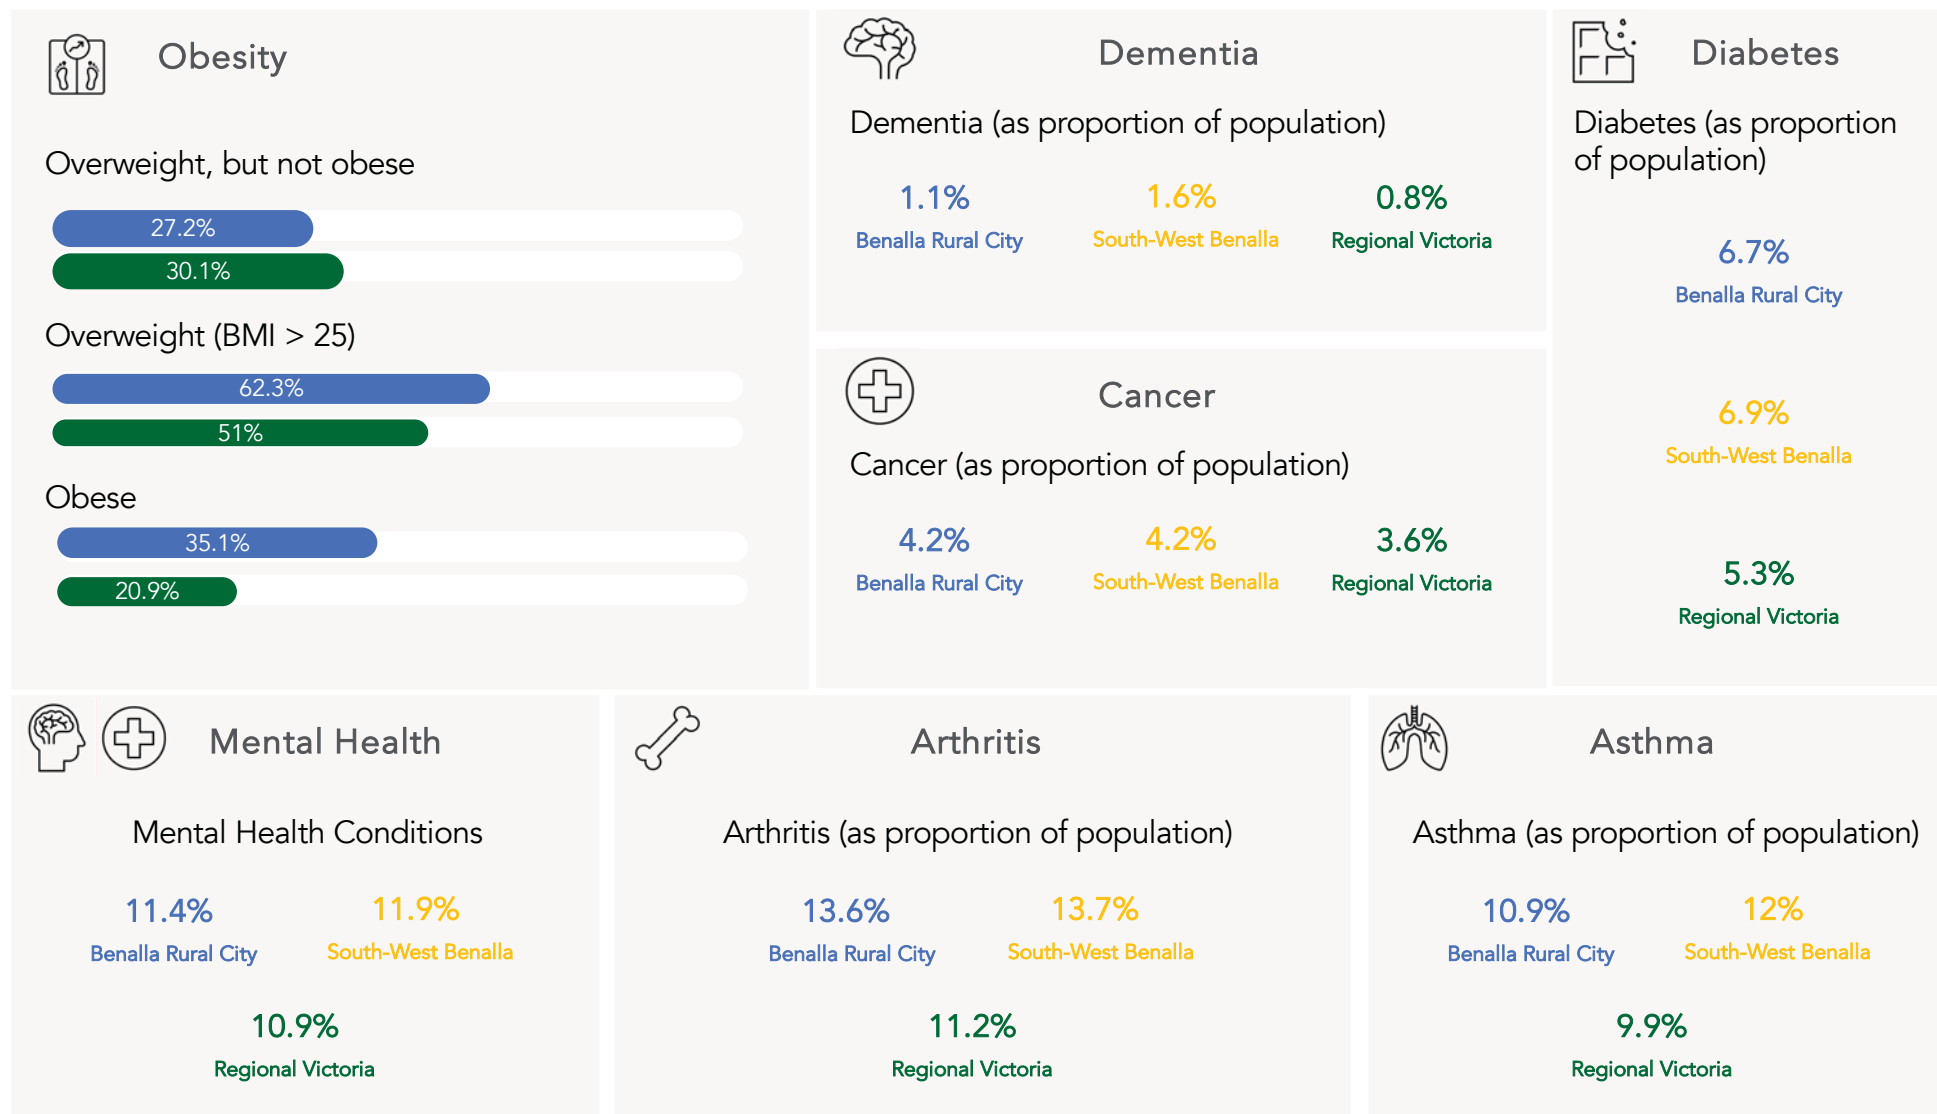 Obesity
Overweight, but not obese
27.2%
30.1%
Overweight (BMI > 25)
62.3%
51%
Obese
35.1%
20.9%
Dementia
Dementia (as proportion of population)
1.1%
Benalla Rural City
1.6%
South-West Benalla
0.8%
Regional Victoria
Cancer
Cancer (as proportion of population)
4.2%
Benalla Rural City
4.2%
South-West Benalla
3.6%
Regional Victoria
Diabetes
Diabetes (as proportion
of population)
6.7%
Benalla Rural City
6.9%
South-West Benalla
5.3%
Regional Victoria
Mental Health
Mental Health Conditions
11.4%
Benalla Rural City
11.9%
South-West Benalla
10.9%
Regional Victoria
Arthritis
Arthritis (as proportion of population)
13.6%
Benalla Rural City
13.7%
South-West Benalla
11.2%
Regional Victoria
Asthma
Asthma (as proportion of population)
10.9%
Benalla Rural City
12%
South-West Benalla
9.9%
Regional Victoria